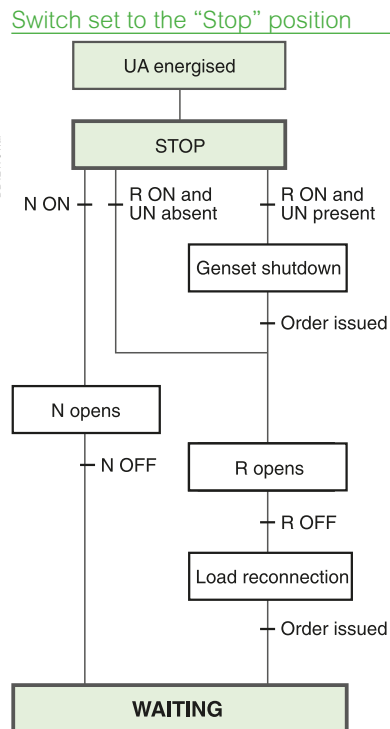 Switch set to the “Stop” position
UA energised
STOP
N ON
R ON and
UN absent
R ON and
UN present
Genset shutdown
Order issued
N opens
N OFF
R opens
R OFF
Load reconnection
Order issued
WAITING